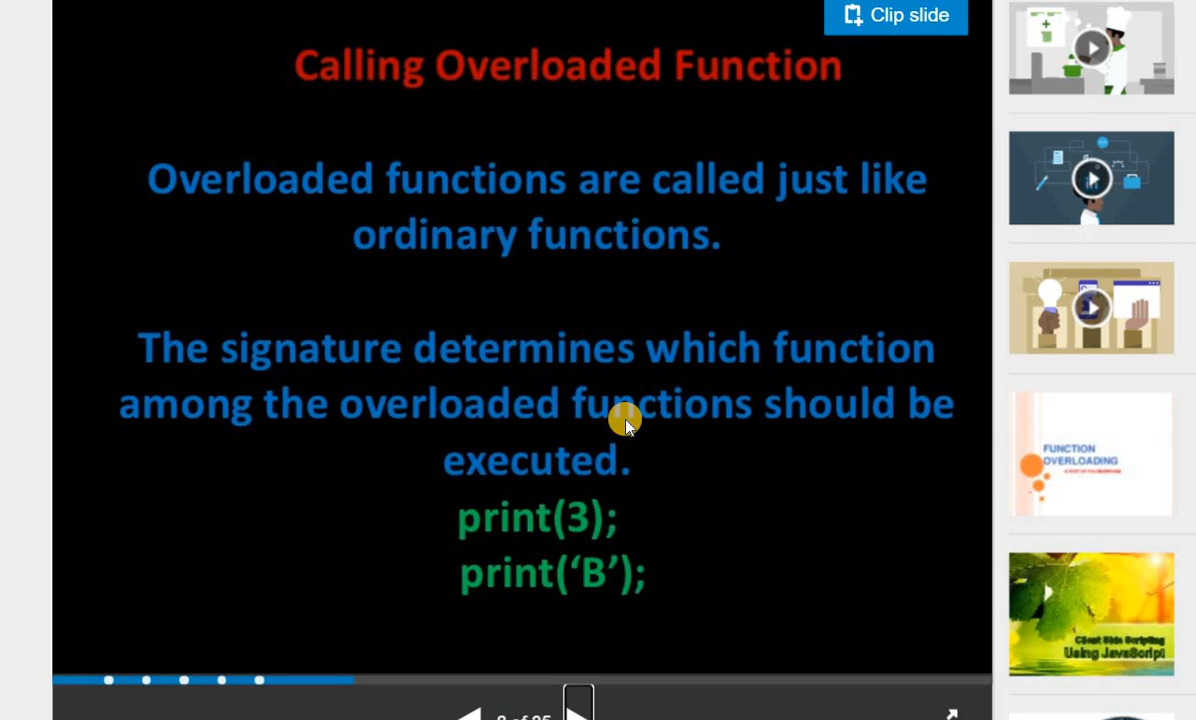 Clip slide
Calling Overloaded Function
Overloaded functions are called just like
ordinary functions.
The signature determines which function
among the overloaded functions should be
executed.
print(3);
print(‘B’);
FUNCTION
OVERLOADING
Client Side Scripting
Using JavaScript